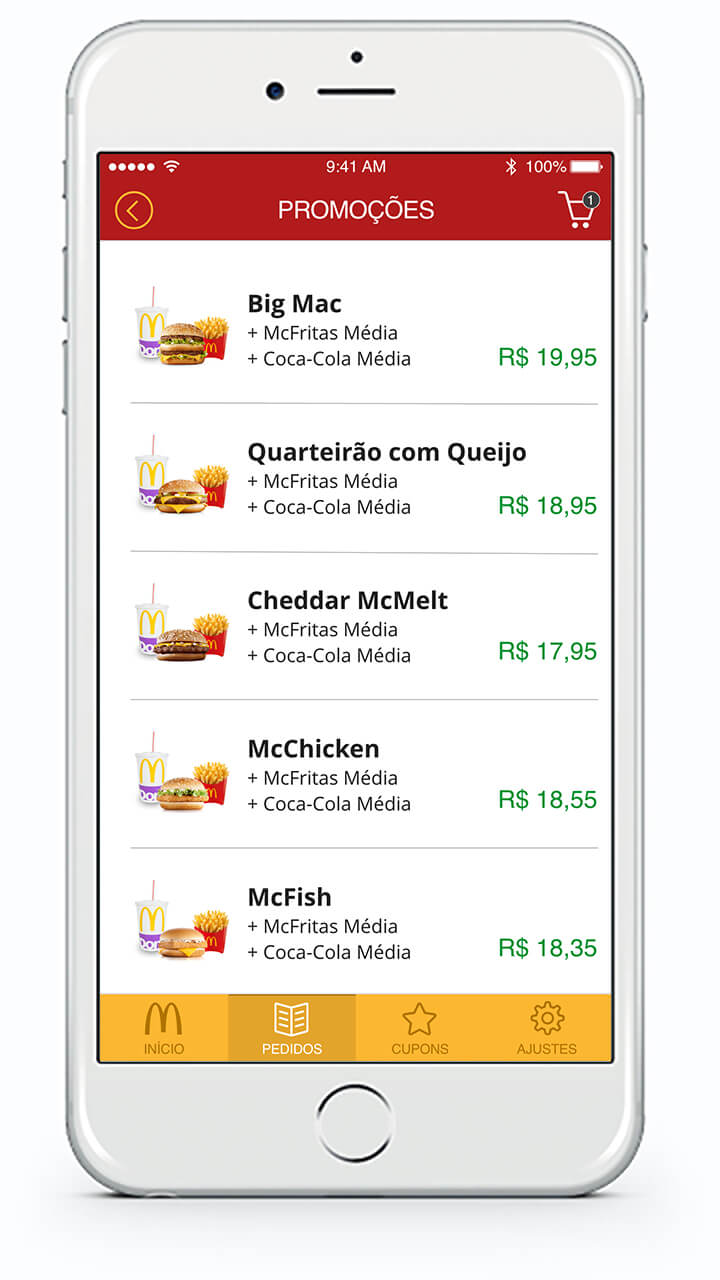 9:41 AM 100%
PROMOÇÕES 1
Big Mac
+ McFritas Média
+ Coca-Cola Média R$ 19,95
Quarteirão com Queijo
+ McFritas Média
+ Coca-Cola Média R$ 18,95
Cheddar McMelt
+ McFritas Média
+ Coca-Cola Média R$ 17,95
McChicken
+ McFritas Média
+ Coca-Cola Média R$ 18,55
McFish
+ McFritas Média
+ Coca-Cola Média R$ 18,35
INÍCIO PEDIDOS CUPONS AJUSTES